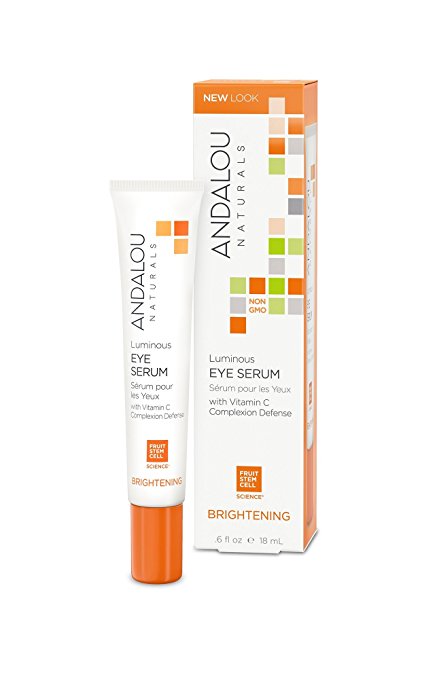 NEW LOOK
ANDALOU
NATURALS
NON
GMO
Luminous
EYE SERUM
Sérum pour les Yeux
with Vitamin C
Complexion Defense
FRUIT
STEM
CELL
SCIENCE®
BRIGHTENING
.6 fl oz ℮ 18 mL
ANDALOU
NATURALS
Luminous
EYE
SERUM
Sérum pour
les Yeux
with Vitamin C
Complexion Defense
FRUIT
STEM
CELL
SCIENCE®
BRIGHTENING